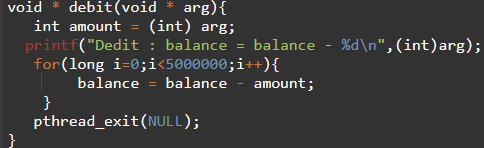 void * debit(void * arg){
int amount = (int) arg;
printf("Dedit : balance = balance - %d\n",(int)arg);
for(long i=0;i<5000000;i++){
balance = balance - amount;
}
pthread_exit(NULL);
}